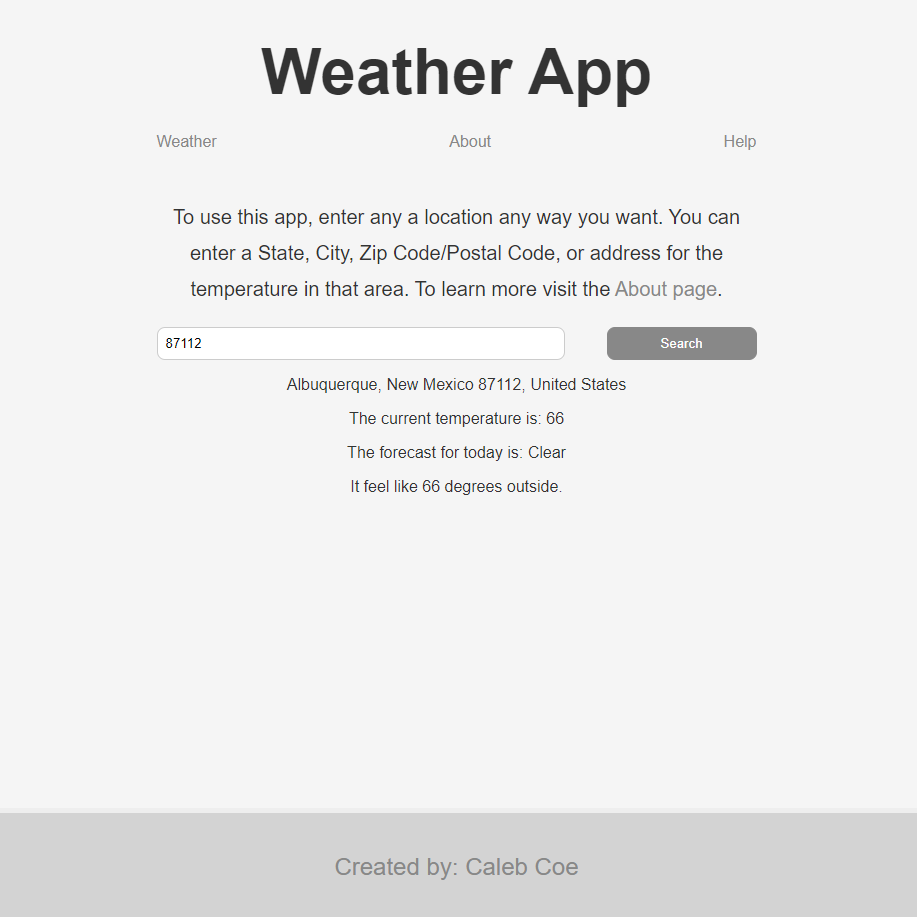 Weather App
Weather About Help
To use this app, enter any a location any way you want. You can
enter a State, City, Zip Code/Postal Code, or address for the
temperature in that area. To learn more visit the About page.
87112 Search
Albuquerque, New Mexico 87112, United States
The current temperature is: 66
The forecast for today is: Clear
It feel like 66 degrees outside.
Created by: Caleb Coe